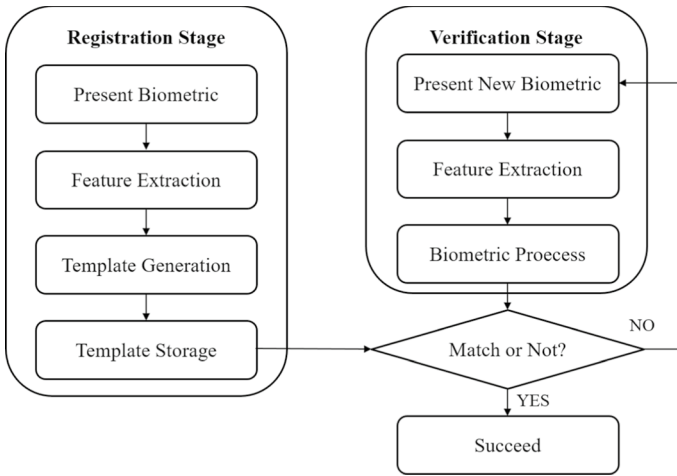 Registration Stage
Present Biometric
Feature Extraction
Template Generation
Template Storage
Verification Stage
Present New Biometric
Feature Extraction
Biometric Proecess
Match or Not?
NO
YES
Succeed